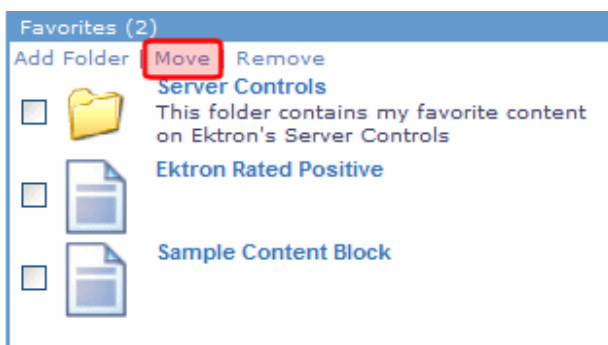 Favorites (2)
Add Folder | Move Remove
Server Controls
This folder contains my favorite content
on Ektron's Server Controls
Ektron Rated Positive
Sample Content Block